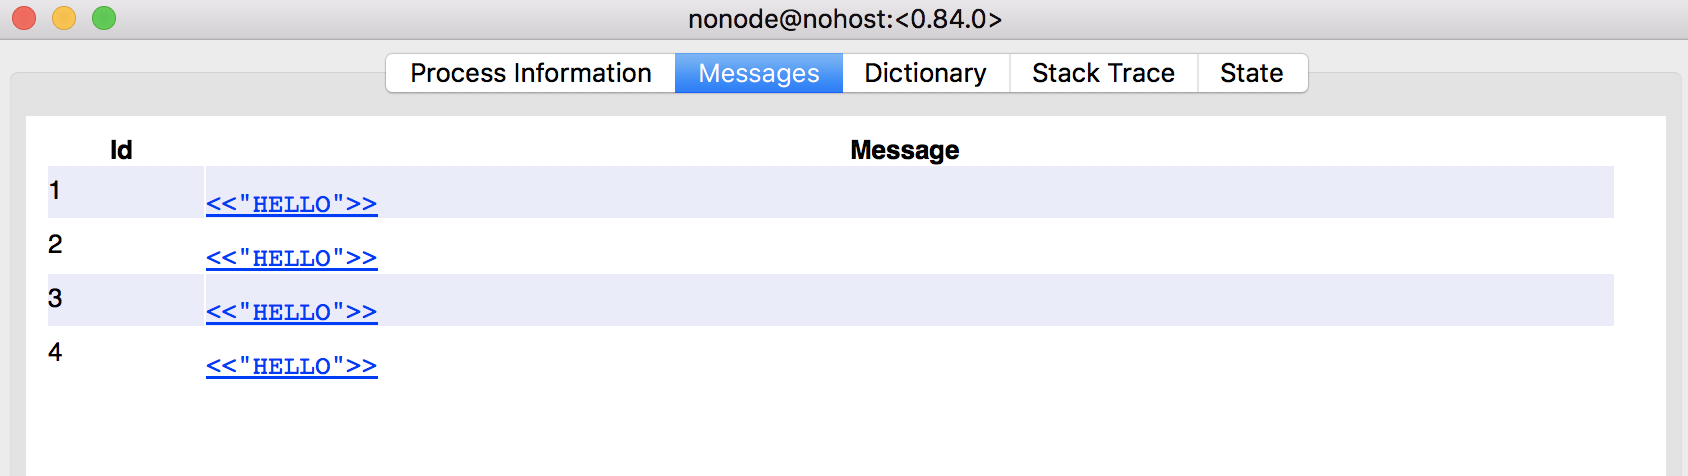 nonode@nohost:<0.84.0>
Process Information Messages Dictionary Stack Trace State
Id Message
1 <<"HELLO">>
2 <<"HELLO">>
3 <<"HELLO">>
4 <<"HELLO">>